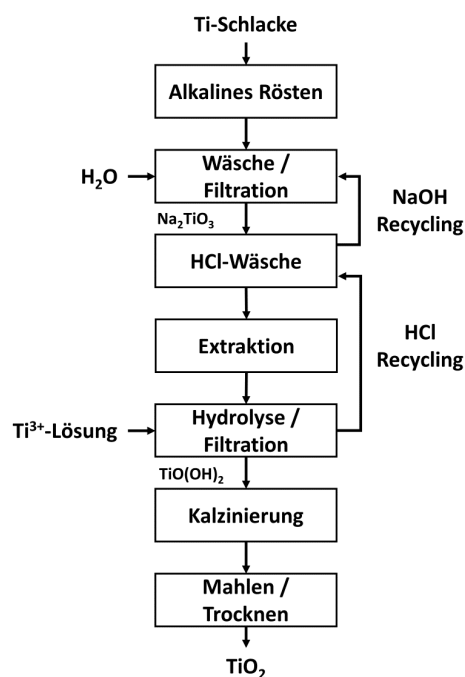 Ti-Schlacke
Alkalines Rösten
H₂O
Wäsche /
Filtration
NaOH
Recycling
Na₂TiO₃
HCl-Wäsche
HCl
Recycling
Extraktion
Ti³⁺-Lösung
Hydrolyse /
Filtration
TiO(OH)₂
Kalzinierung
Mahlen /
Trocknen
TiO₂